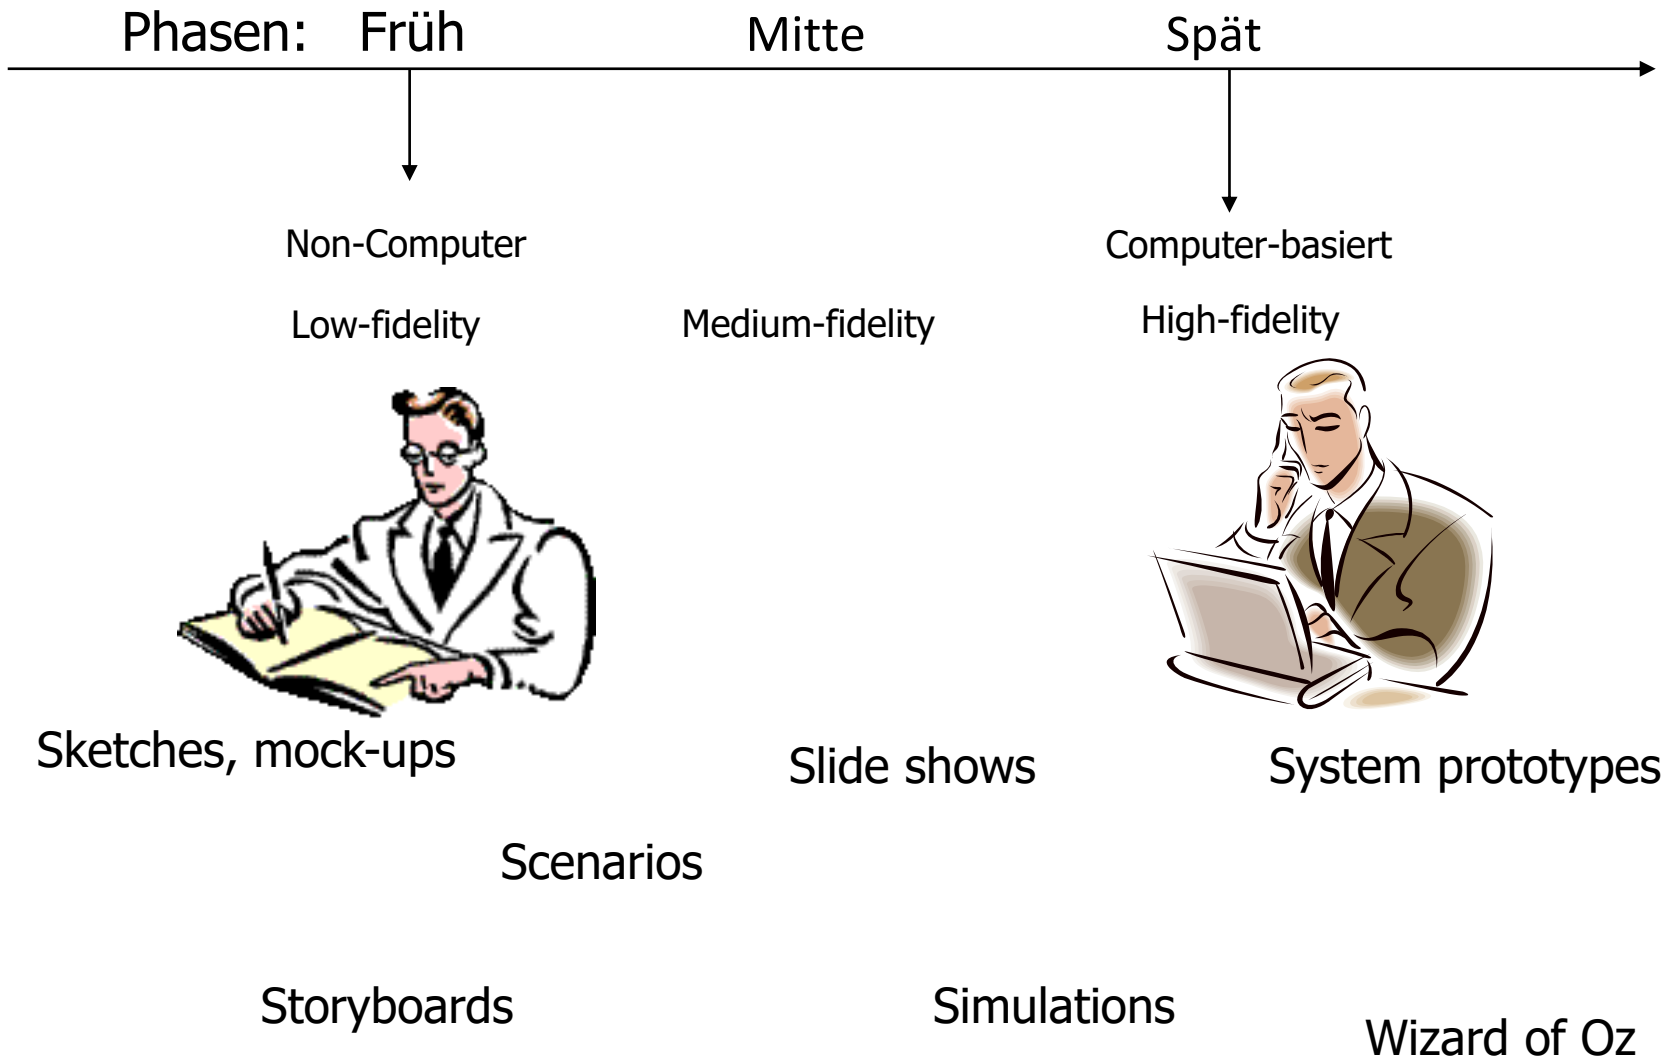 Phasen: Früh Mitte Spät
Non-Computer Computer-basiert
Low-fidelity Medium-fidelity High-fidelity
Sketches, mock-ups Slide shows System prototypes
Scenarios
Storyboards Simulations
Wizard of Oz